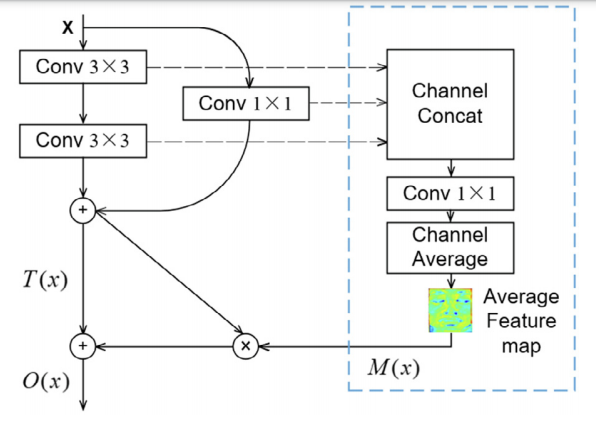 x
Conv 3×3
Conv 1×1
Conv 3×3
Channel
Concat
Conv 1×1
Channel
Average
+
T(x)
Average
Feature
map
+
×
M(x)
O(x)